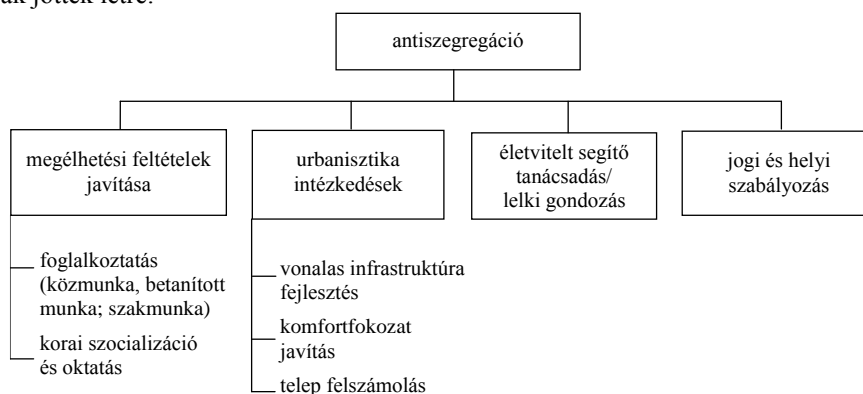 jöttek létre.
antiszegregáció
megélhetési feltételek
javítása
urbanisztika
intézkedések
életvitelt segítő
tanácsadás/
lelki gondozás
jogi és helyi
szabályozás
foglalkoztatás
(közmunka, betanított
munka; szakmunka)
korai szocializáció
és oktatás
vonalas infrastruktúra
fejlesztés
komfortfokozat
javítás
telep felszámolás